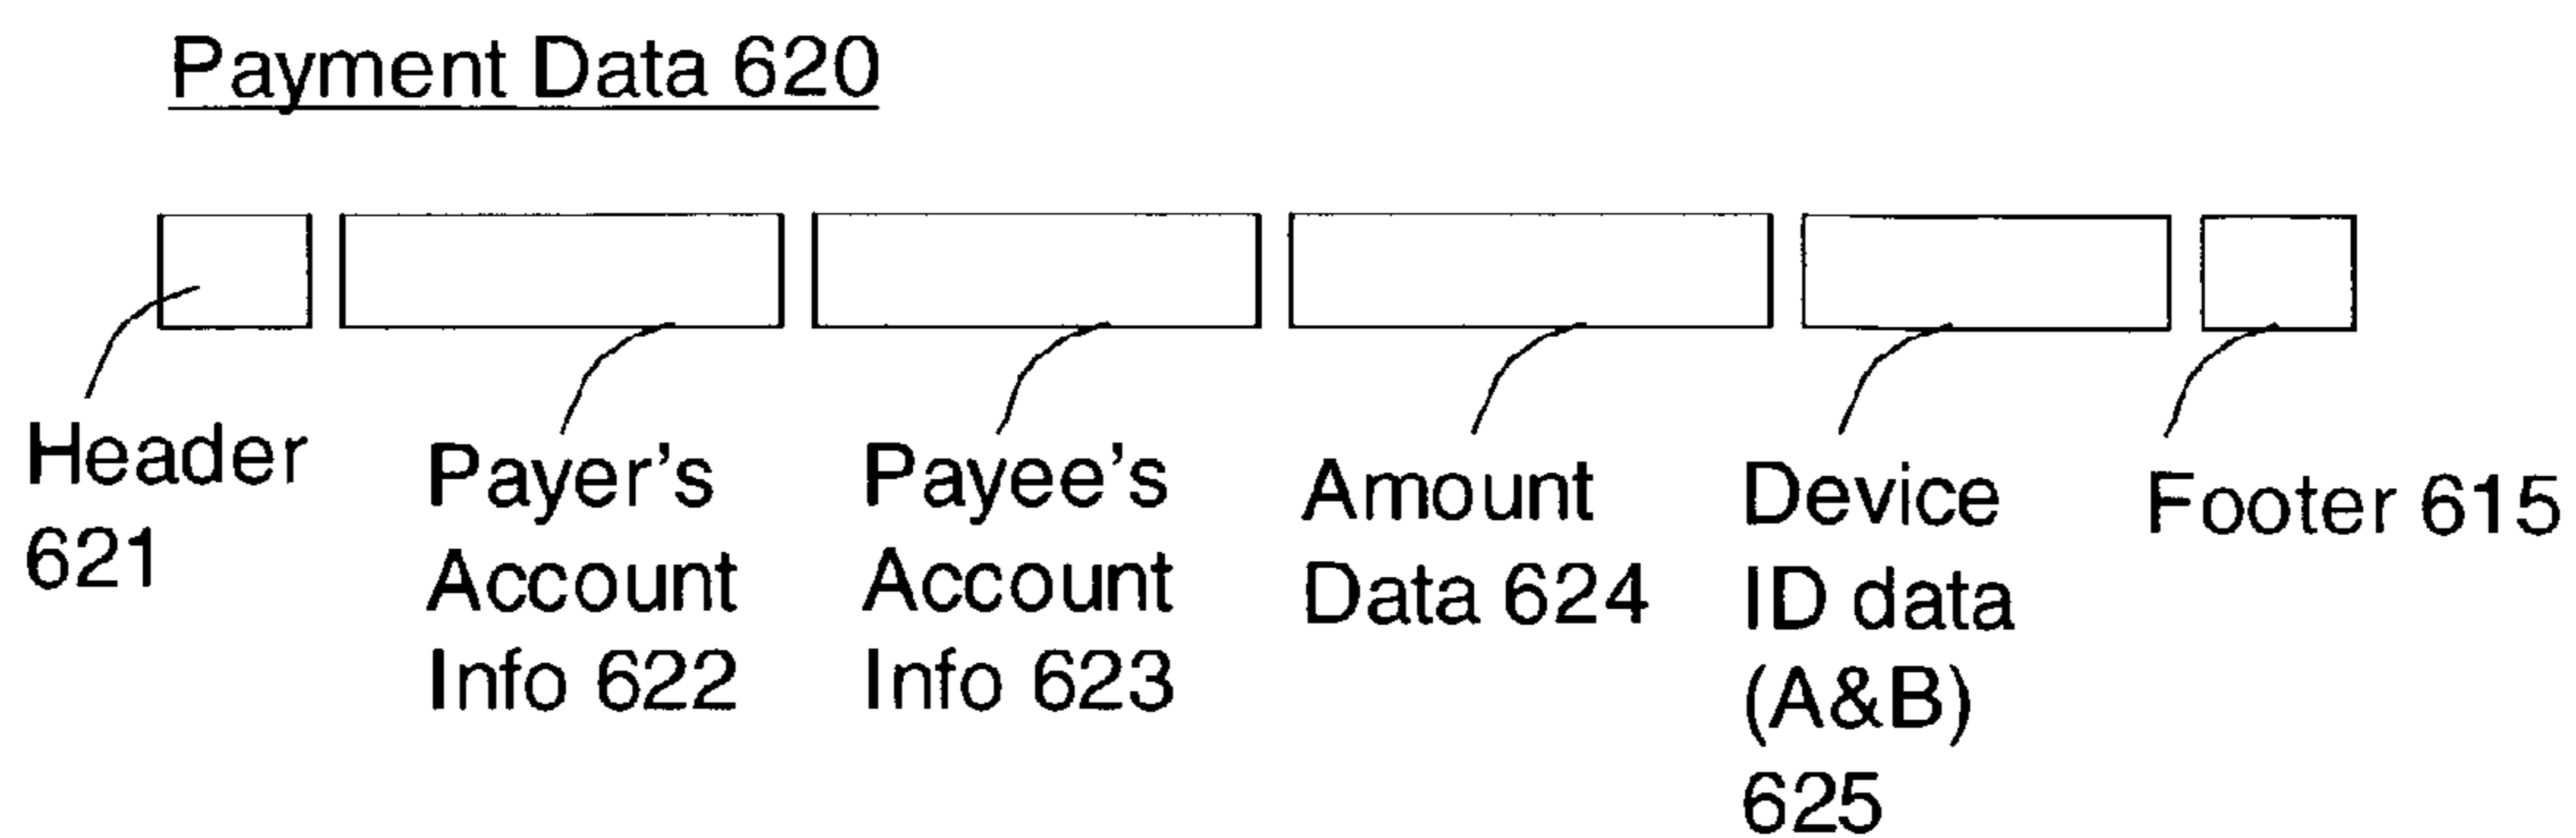 Payment Data 620
Header
621
Payer's
Account
Info 622
Payee's
Account
Info 623
Amount
Data 624
Device
ID data
(A&B)
625
Footer 615